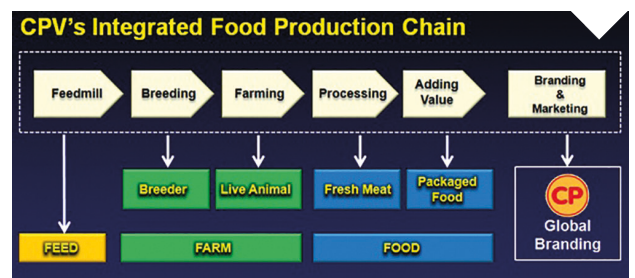 CPV's Integrated Food Production Chain
Feedmill
Breeding
Farming
Processing
Adding
Value
Branding
&
Marketing
Breeder
Live Animal
Fresh Meat
Packaged
Food
CP
Global
Branding
FEED
FARM
FOOD